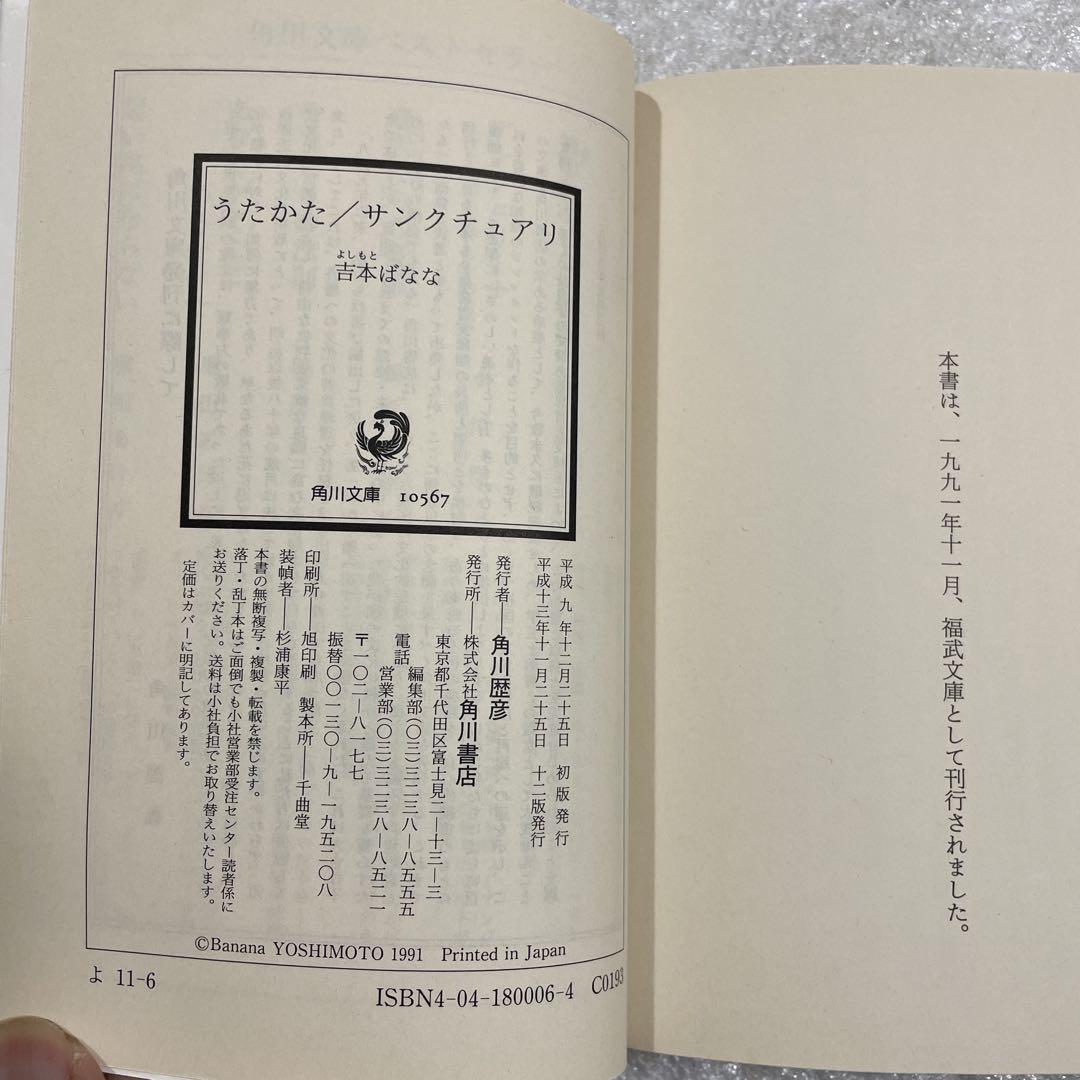 本書は、一九九一年十一月、福武文庫として刊行されました。
うたかた／サンクチュアリ
よしもと
吉本ばなな
角川文庫 10567
平成 九 年十二月二十五日 初 版 発 行
平成十三年十一月二十五日 十二版発行
発行者――角川歴彦
発行所――株式会社角川書店
東京都千代田区富士見二―十三―三
電話 編集部(〇三)三二三八―八五五五
営業部(〇三)三二三八―八五二一
〒一〇二―八一七七
振替〇〇一三〇―九―一九五二〇八
印刷所――旭印刷 製本所――千曲堂
装幀者――杉浦康平
本書の無断複写・複製・転載を禁じます。
落丁・乱丁本はご面倒でも小社営業部受注センター読者係に
お送りください。送料は小社負担でお取り替えいたします。
定価はカバーに明記してあります。
©Banana YOSHIMOTO 1991 Printed in Japan
よ 11-6
ISBN4-04-180006-4 C0193